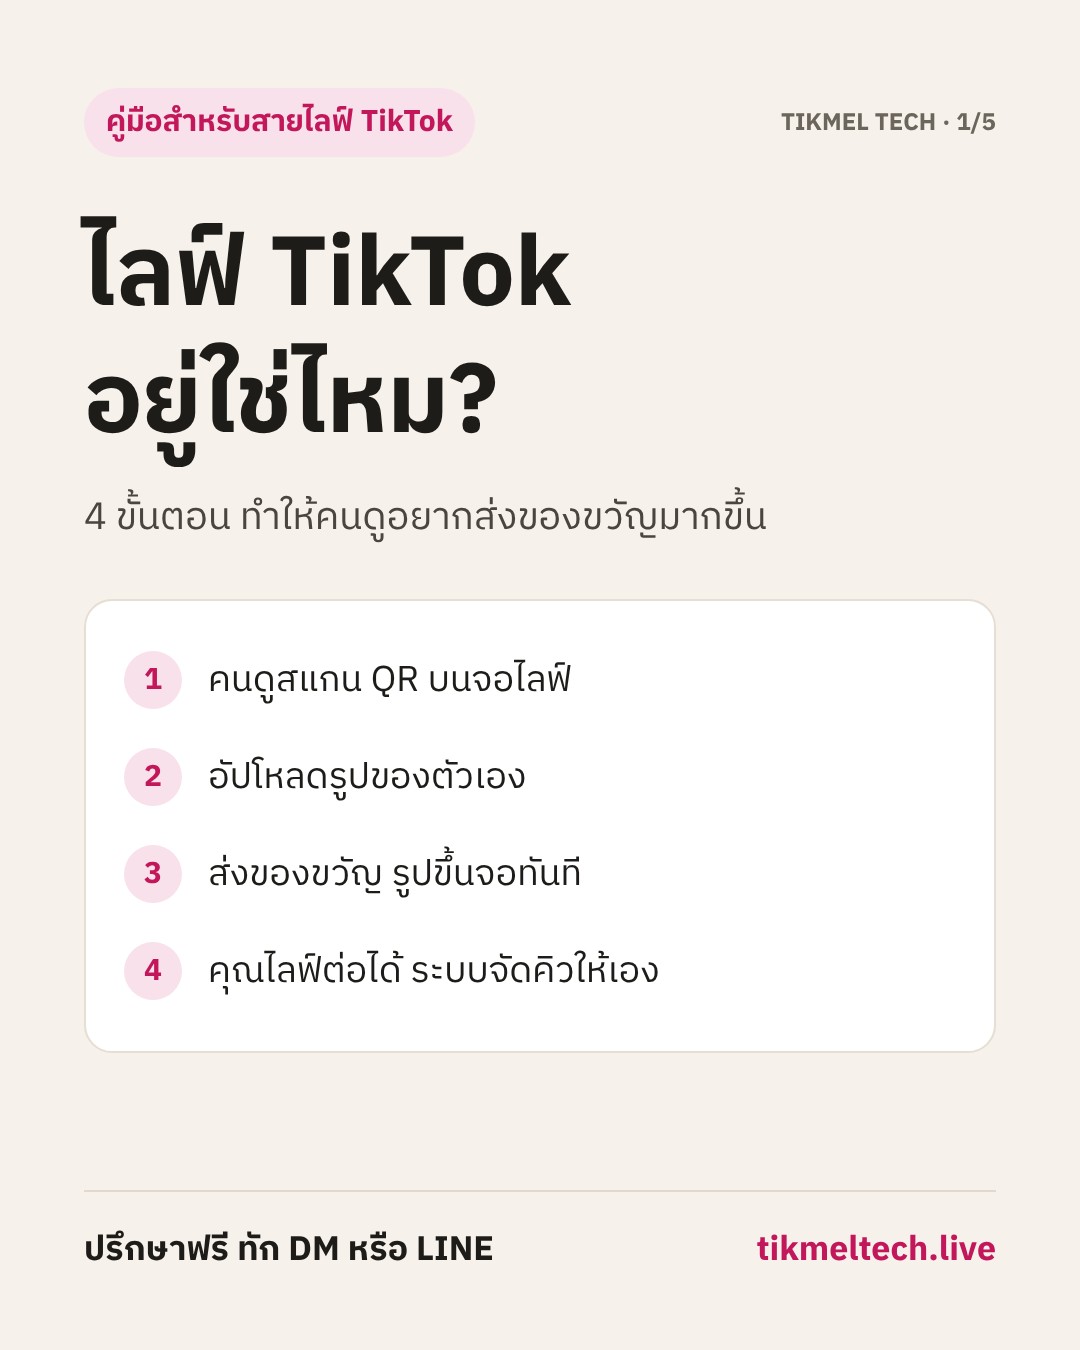 คู่มือสำหรับสายไลฟ์ TikTok
TIKMEL TECH · 1/5
ไลฟ์ TikTok
อยู่ใช่ไหม?
4 ขั้นตอน ทำให้คนดูอยากส่งของขวัญมากขึ้น
1 คนดูสแกน QR บนจอไลฟ์
2 อัปโหลดรูปของตัวเอง
3 ส่งของขวัญ รูปขึ้นจอทันที
4 คุณไลฟ์ต่อได้ ระบบจัดคิวให้เอง
ปรึกษาฟรี ทัก DM หรือ LINE
tikmeltech.live